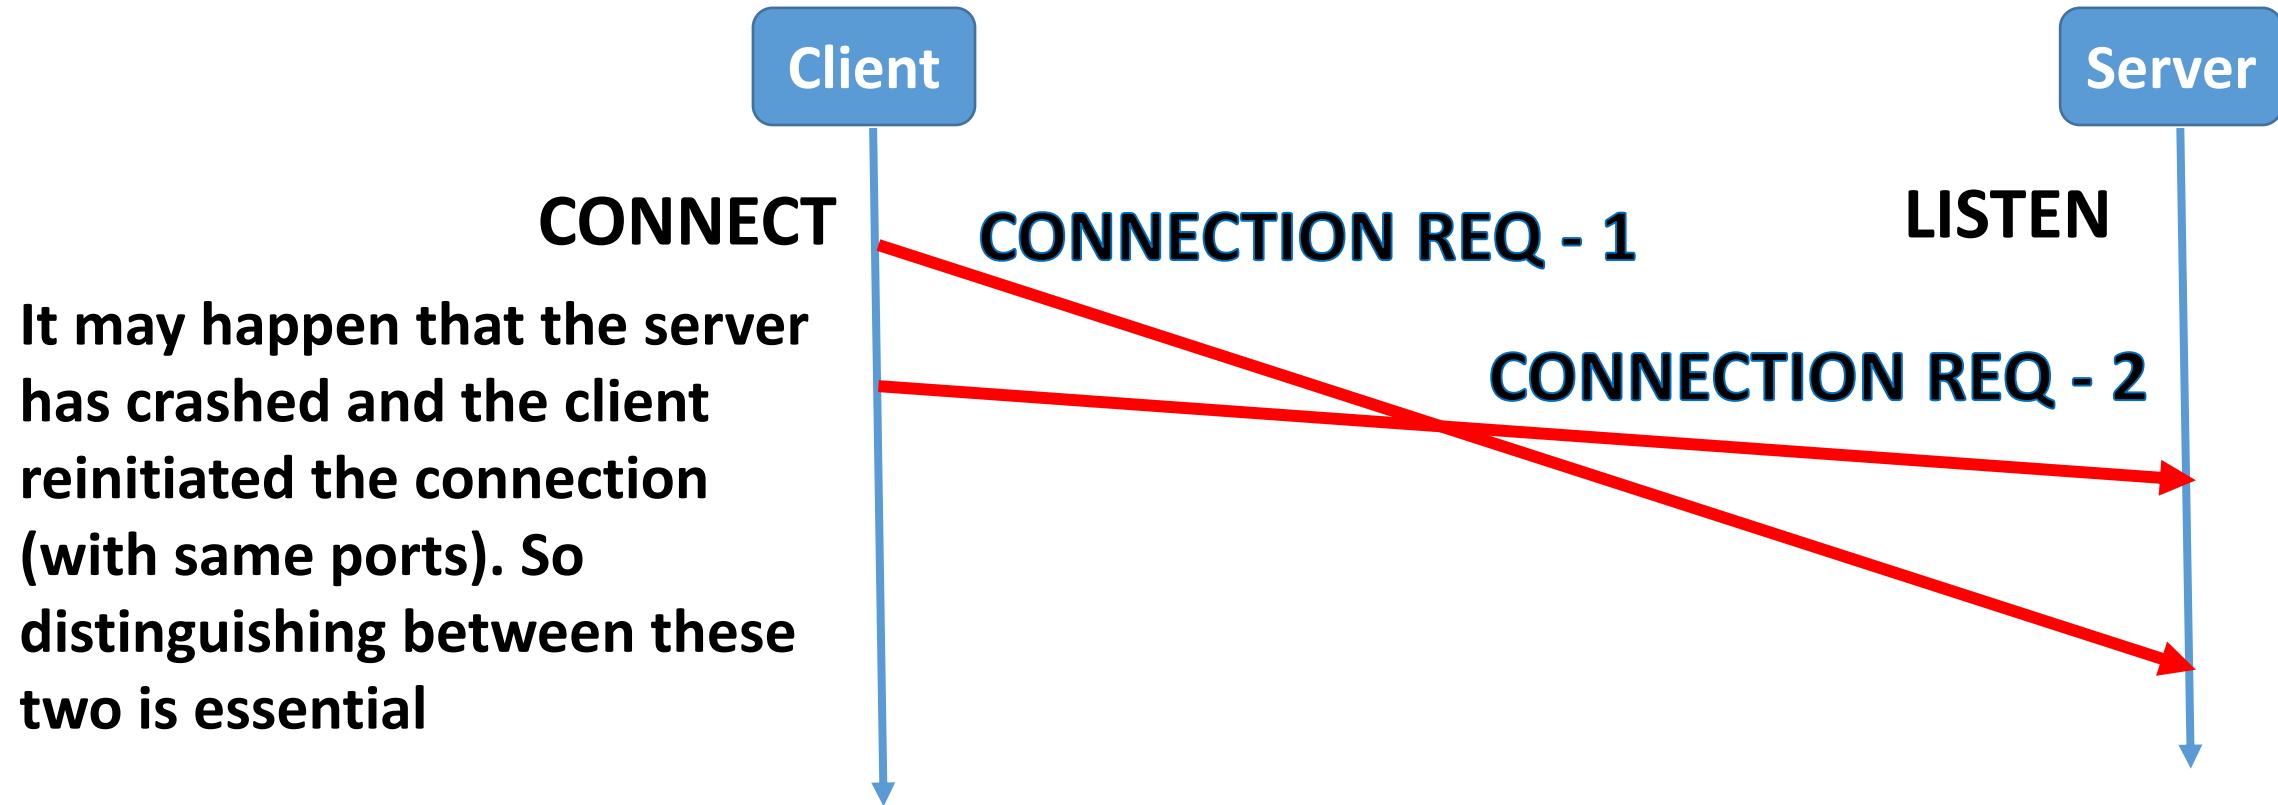 Client
Server
CONNECT
CONNECTION REQ - 1
LISTEN
It may happen that the server
has crashed and the client
reinitiated the connection
(with same ports). So
distinguishing between these
two is essential
CONNECTION REQ - 2